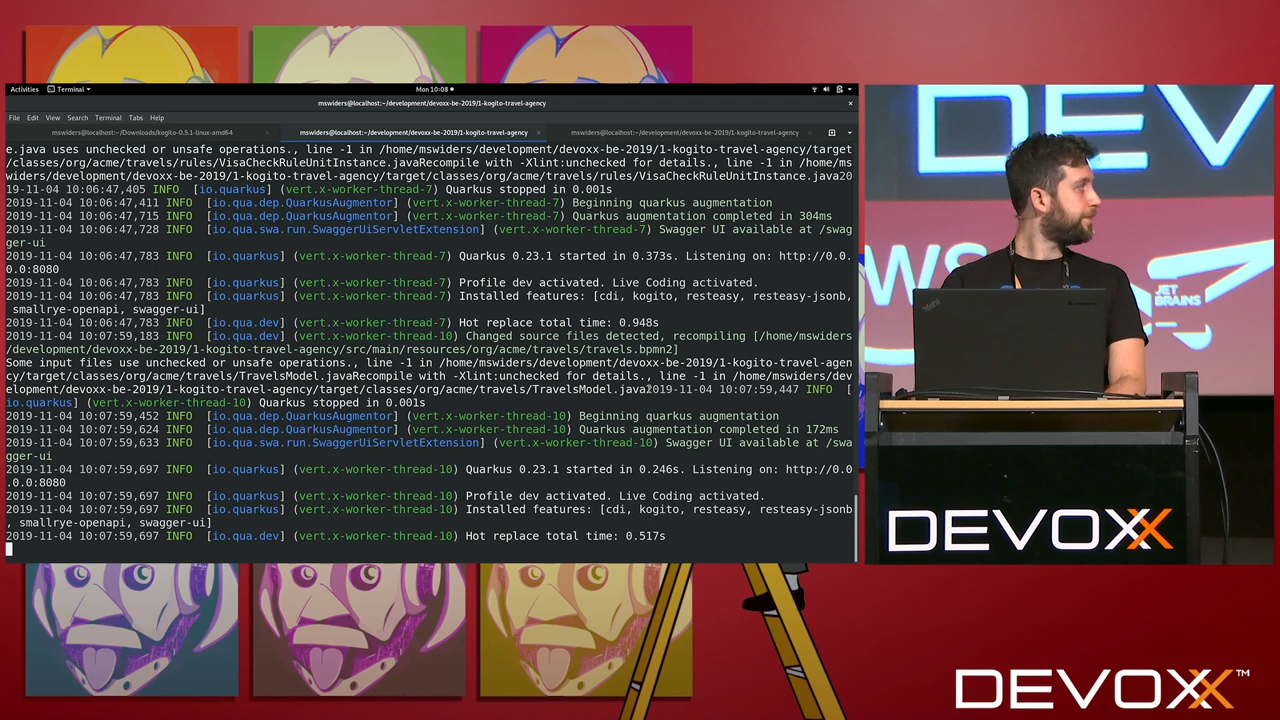 Activities Terminal Mon 10:08
mswiders@localhost:~/development/devoxx-be-2019/1-kogito-travel-agency
File Edit View Search Terminal Tabs Help
mswiders@localhost:~/Downloads/kogito-0.5.1-linux-amd64 mswiders@localhost:~/development/devoxx-be-2019/1-kogito-travel-agency mswiders@localhost:~/development/devoxx-be-2019/1-kogito-travel-agency
e.java uses unchecked or unsafe operations., line -1 in /home/mswiders/development/devoxx-be-2019/1-kogito-travel-agency/target
/classes/org/acme/travels/rules/VisaCheckRuleUnitInstance.javaRecompile with -Xlint:unchecked for details., line -1 in /home/ms
widers/development/devoxx-be-2019/1-kogito-travel-agency/target/classes/org/acme/travels/rules/VisaCheckRuleUnitInstance.java20
19-11-04 10:06:47,405 INFO [io.quarkus] (vert.x-worker-thread-7) Quarkus stopped in 0.001s
2019-11-04 10:06:47,411 INFO [io.qua.dep.QuarkusAugmentor] (vert.x-worker-thread-7) Beginning quarkus augmentation
2019-11-04 10:06:47,715 INFO [io.qua.dep.QuarkusAugmentor] (vert.x-worker-thread-7) Quarkus augmentation completed in 304ms
2019-11-04 10:06:47,728 INFO [io.qua.swa.run.SwaggerUiServletExtension] (vert.x-worker-thread-7) Swagger UI available at /swag
ger-ui
2019-11-04 10:06:47,783 INFO [io.quarkus] (vert.x-worker-thread-7) Quarkus 0.23.1 started in 0.373s. Listening on: http://0.0.
0.0:8080
2019-11-04 10:06:47,783 INFO [io.quarkus] (vert.x-worker-thread-7) Profile dev activated. Live Coding activated.
2019-11-04 10:06:47,783 INFO [io.quarkus] (vert.x-worker-thread-7) Installed features: [cdi, kogito, resteasy, resteasy-jsonb,
smallrye-openapi, swagger-ui]
2019-11-04 10:06:47,783 INFO [io.qua.dev] (vert.x-worker-thread-7) Hot replace total time: 0.948s
2019-11-04 10:07:59,183 INFO [io.qua.dev] (vert.x-worker-thread-10) Changed source files detected, recompiling [/home/mswiders
/development/devoxx-be-2019/1-kogito-travel-agency/src/main/resources/org/acme/travels/travels.bpmn2]
Some input files use unchecked or unsafe operations., line -1 in /home/mswiders/development/devoxx-be-2019/1-kogito-travel-agen
cy/target/classes/org/acme/travels/TravelsModel.javaRecompile with -Xlint:unchecked for details., line -1 in /home/mswiders/dev
elopment/devoxx-be-2019/1-kogito-travel-agency/target/classes/org/acme/travels/TravelsModel.java2019-11-04 10:07:59,447 INFO [
io.quarkus] (vert.x-worker-thread-10) Quarkus stopped in 0.001s
2019-11-04 10:07:59,452 INFO [io.qua.dep.QuarkusAugmentor] (vert.x-worker-thread-10) Beginning quarkus augmentation
2019-11-04 10:07:59,624 INFO [io.qua.dep.QuarkusAugmentor] (vert.x-worker-thread-10) Quarkus augmentation completed in 172ms
2019-11-04 10:07:59,633 INFO [io.qua.swa.run.SwaggerUiServletExtension] (vert.x-worker-thread-10) Swagger UI available at /swa
gger-ui
2019-11-04 10:07:59,697 INFO [io.quarkus] (vert.x-worker-thread-10) Quarkus 0.23.1 started in 0.246s. Listening on: http://0.0
.0.0:8080
2019-11-04 10:07:59,697 INFO [io.quarkus] (vert.x-worker-thread-10) Profile dev activated. Live Coding activated.
2019-11-04 10:07:59,697 INFO [io.quarkus] (vert.x-worker-thread-10) Installed features: [cdi, kogito, resteasy, resteasy-jsonb
, smallrye-openapi, swagger-ui]
2019-11-04 10:07:59,697 INFO [io.qua.dev] (vert.x-worker-thread-10) Hot replace total time: 0.517s
DEV
WS
JET
BRAINS
ThinkPad
DEVOXX
DEVOXX™